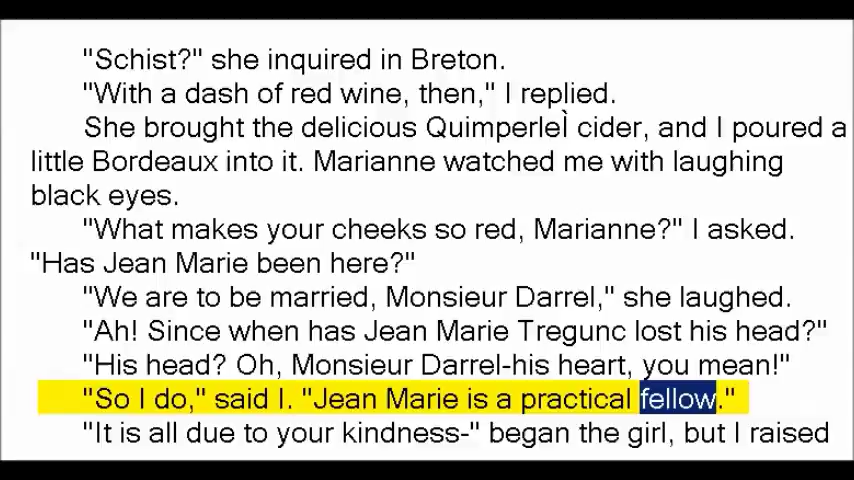 "Schist?" she inquired in Breton.
"With a dash of red wine, then," I replied.
She brought the delicious QuimperleÌ cider, and I poured a
little Bordeaux into it. Marianne watched me with laughing
black eyes.
"What makes your cheeks so red, Marianne?" I asked.
"Has Jean Marie been here?"
"We are to be married, Monsieur Darrel," she laughed.
"Ah! Since when has Jean Marie Tregunc lost his head?"
"His head? Oh, Monsieur Darrel-his heart, you mean!"
"So I do," said I. "Jean Marie is a practical fellow."
"It is all due to your kindness-" began the girl, but I raised